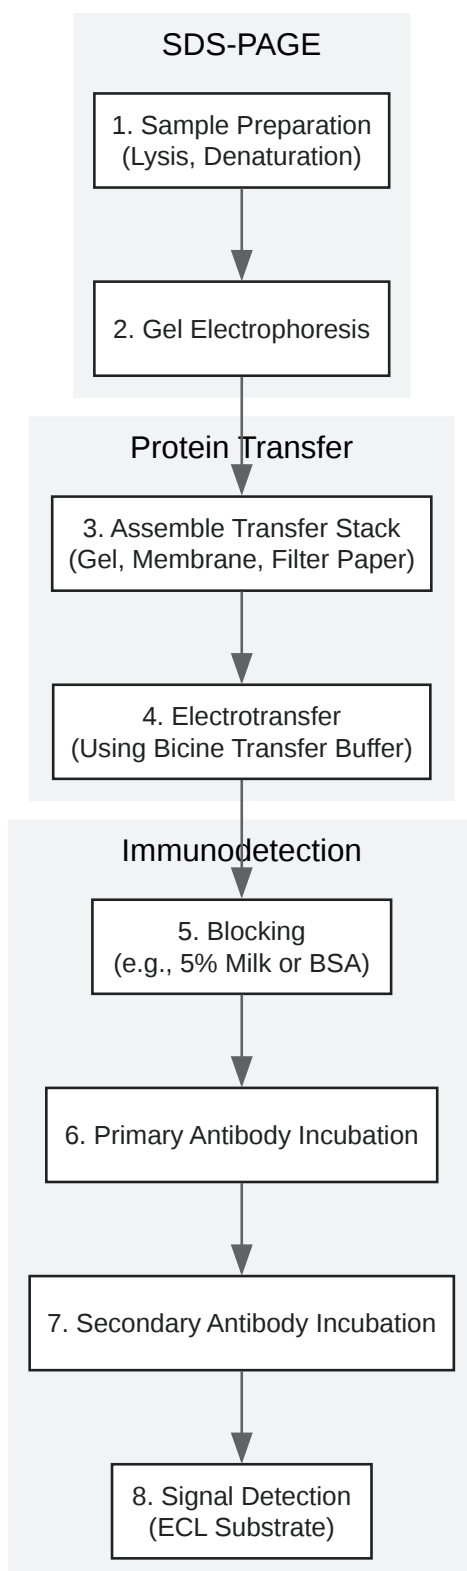 SDS-PAGE
1. Sample Preparation
(Lysis, Denaturation)
2. Gel Electrophoresis
Protein Transfer
3. Assemble Transfer Stack
(Gel, Membrane, Filter Paper)
4. Electrotransfer
(Using Bicine Transfer Buffer)
Immunodetection
5. Blocking
(e.g., 5% Milk or BSA)
6. Primary Antibody Incubation
7. Secondary Antibody Incubation
8. Signal Detection
(ECL Substrate)